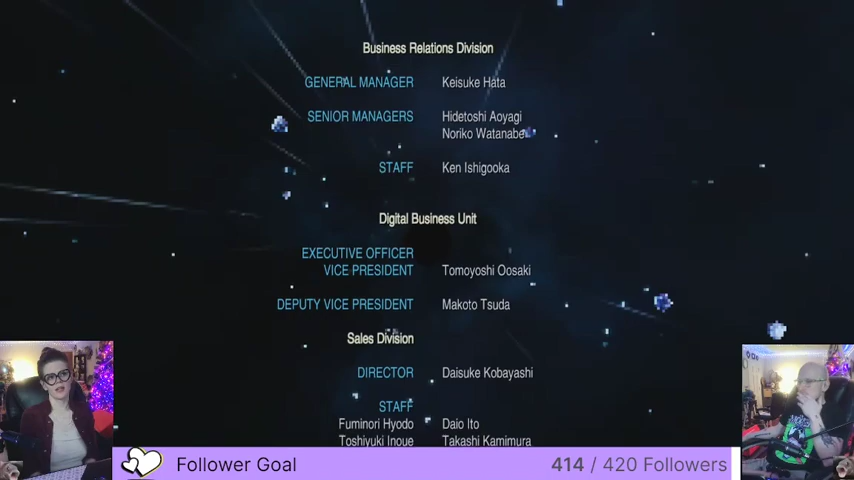 Business Relations Division
GENERAL MANAGER Keisuke Hata
SENIOR MANAGERS Hidetoshi Aoyagi
Noriko Watanabe
STAFF Ken Ishigooka
Digital Business Unit
EXECUTIVE OFFICER
VICE PRESIDENT Tomoyoshi Oosaki
DEPUTY VICE PRESIDENT Makoto Tsuda
Sales Division
DIRECTOR Daisuke Kobayashi
STAFF
Fuminori Hyodo Daio Ito
Toshiyuki Inoue Takashi Kamimura
Follower Goal 414 / 420 Followers